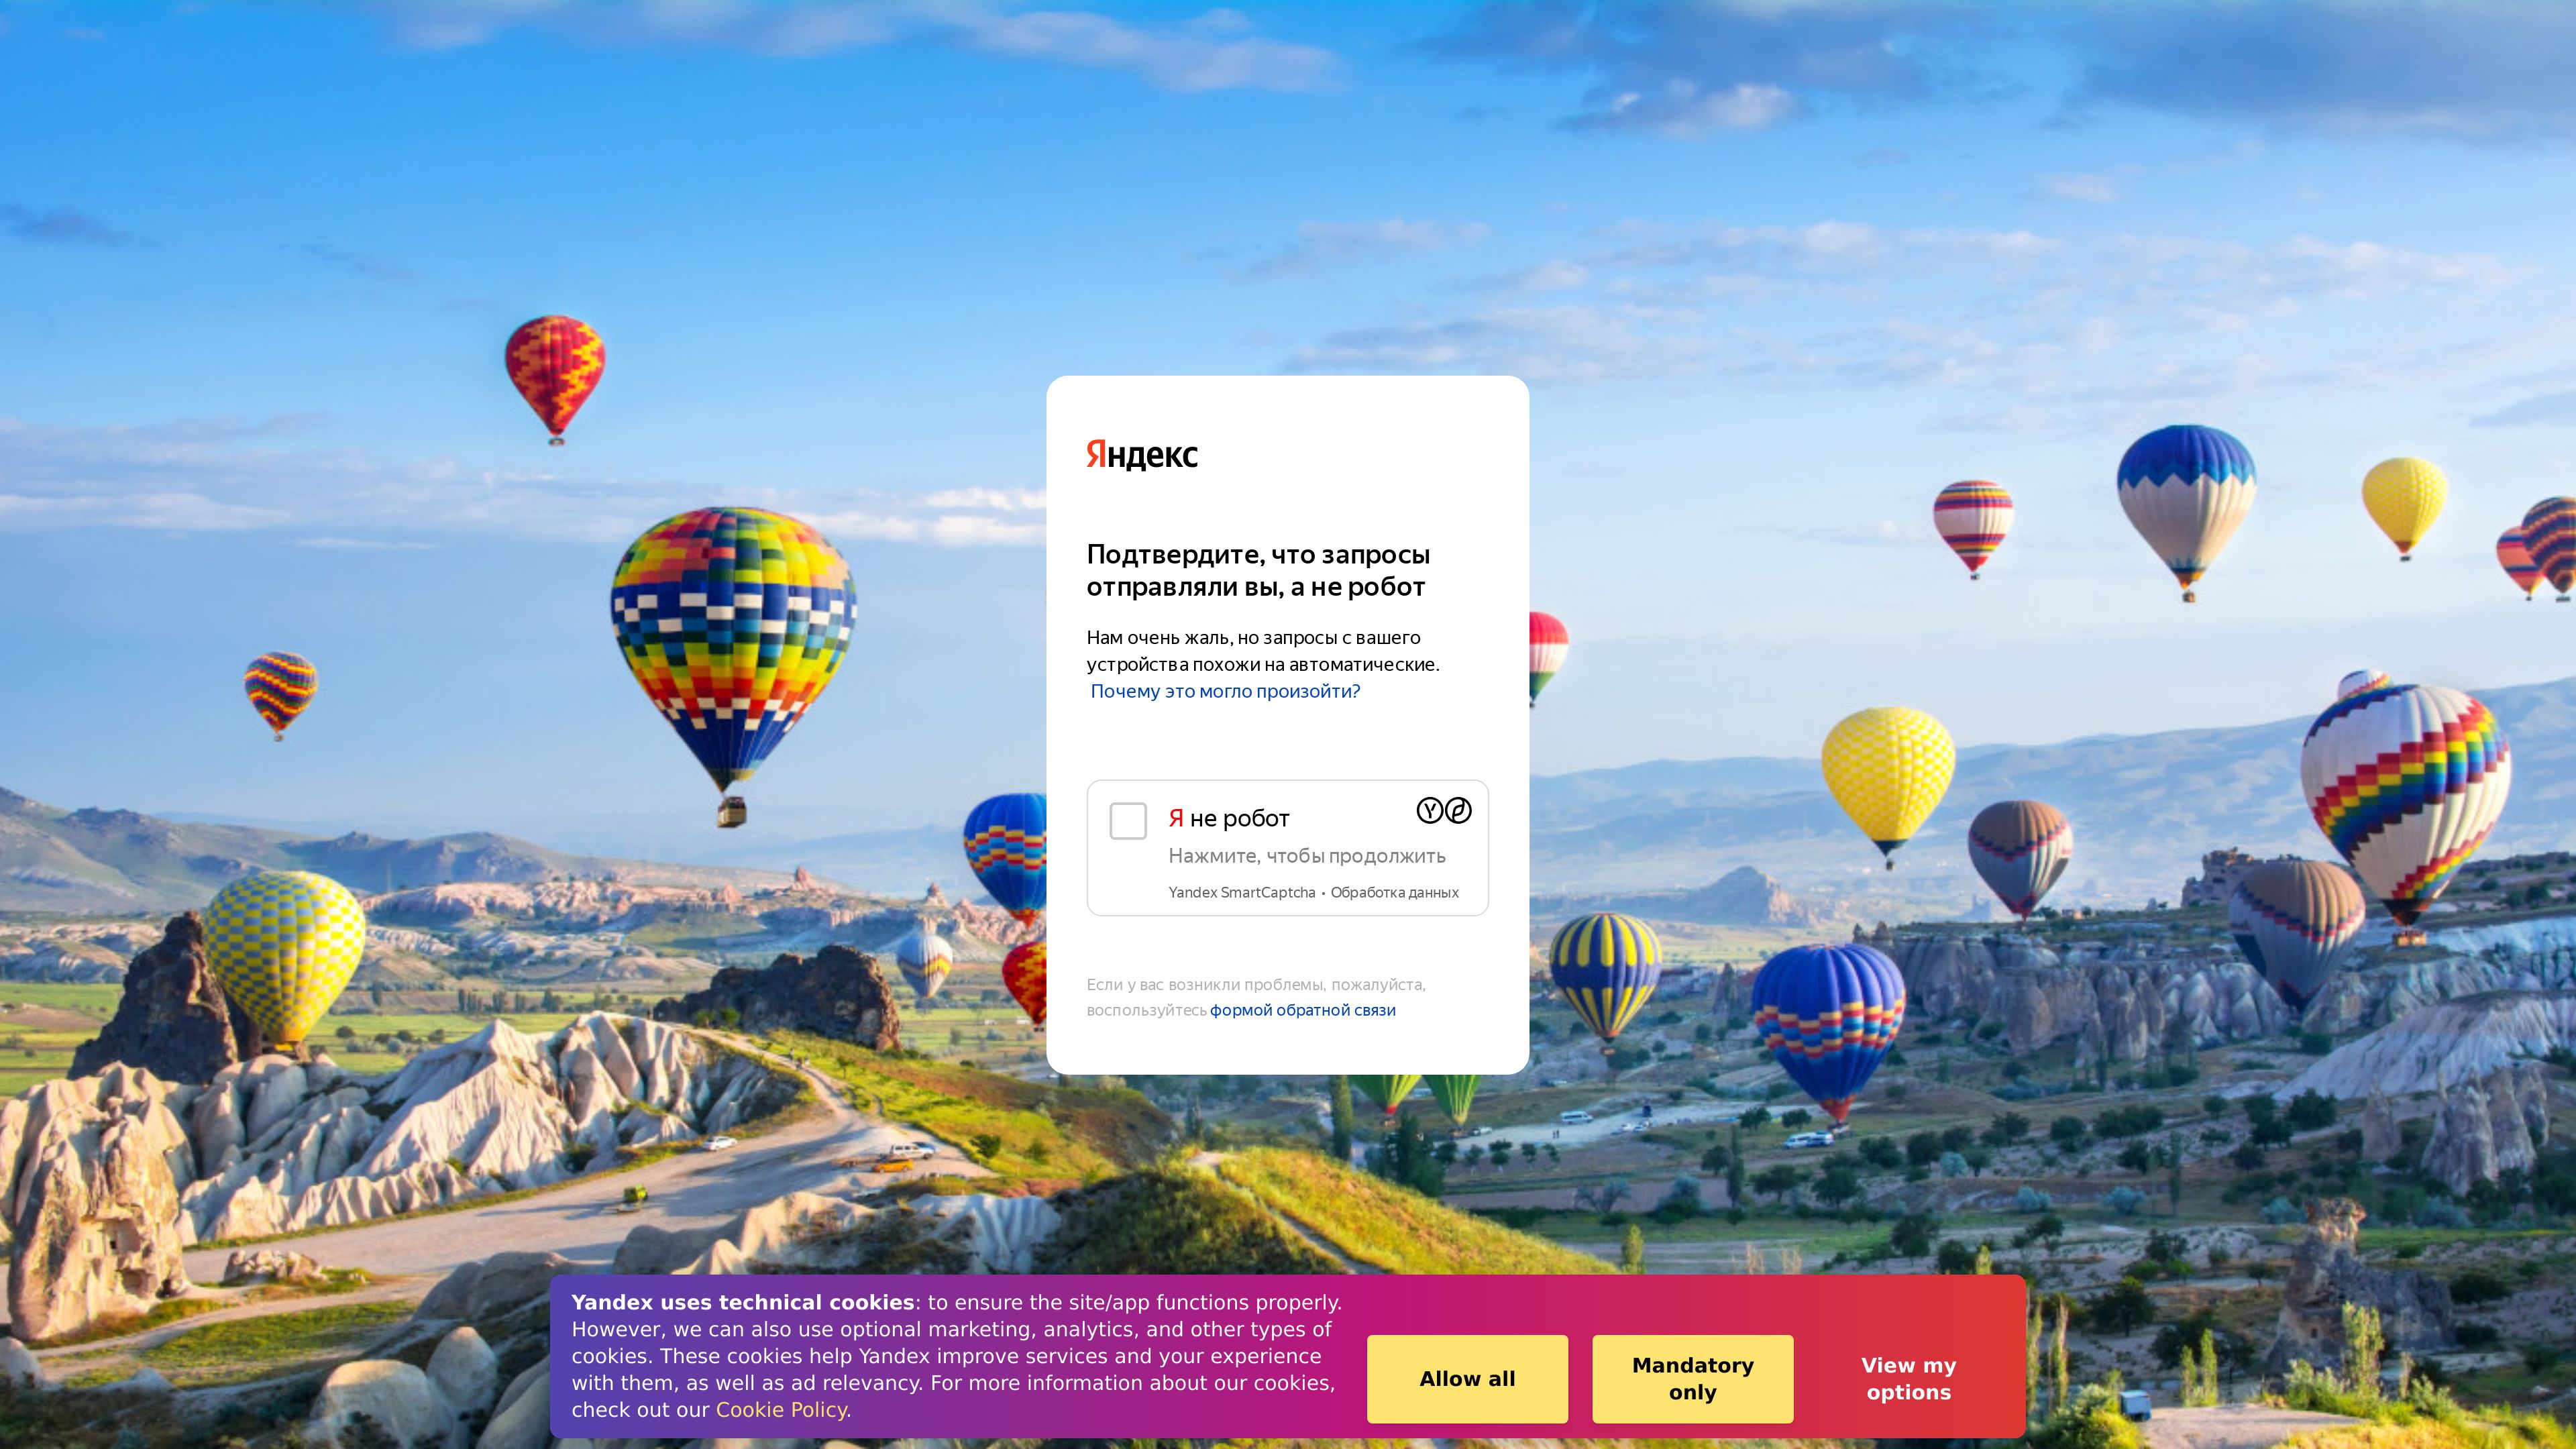 Яндекс
Подтвердите, что запросы
отправляли вы, а не робот
Нам очень жаль, но запросы с вашего
устройства похожи на автоматические.
Почему это могло произойти?
Я не робот
Нажмите, чтобы продолжить
Yandex SmartCaptcha • Обработка данных
Если у вас возникли проблемы, пожалуйста,
воспользуйтесь формой обратной связи
Yandex uses technical cookies: to ensure the site/app functions properly.
However, we can also use optional marketing, analytics, and other types of
cookies. These cookies help Yandex improve services and your experience
with them, as well as ad relevancy. For more information about our cookies,
check out our Cookie Policy.
Allow all
Mandatory
only
View my
options